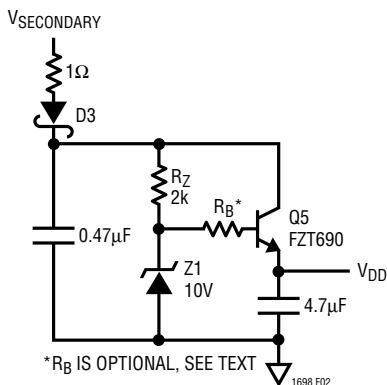 VSECONDARY
1Ω
D3
RZ
2k
RB*
Q5
FZT690
0.47µF
Z1
10V
VDD
4.7µF
*RB IS OPTIONAL, SEE TEXT
1698 F02